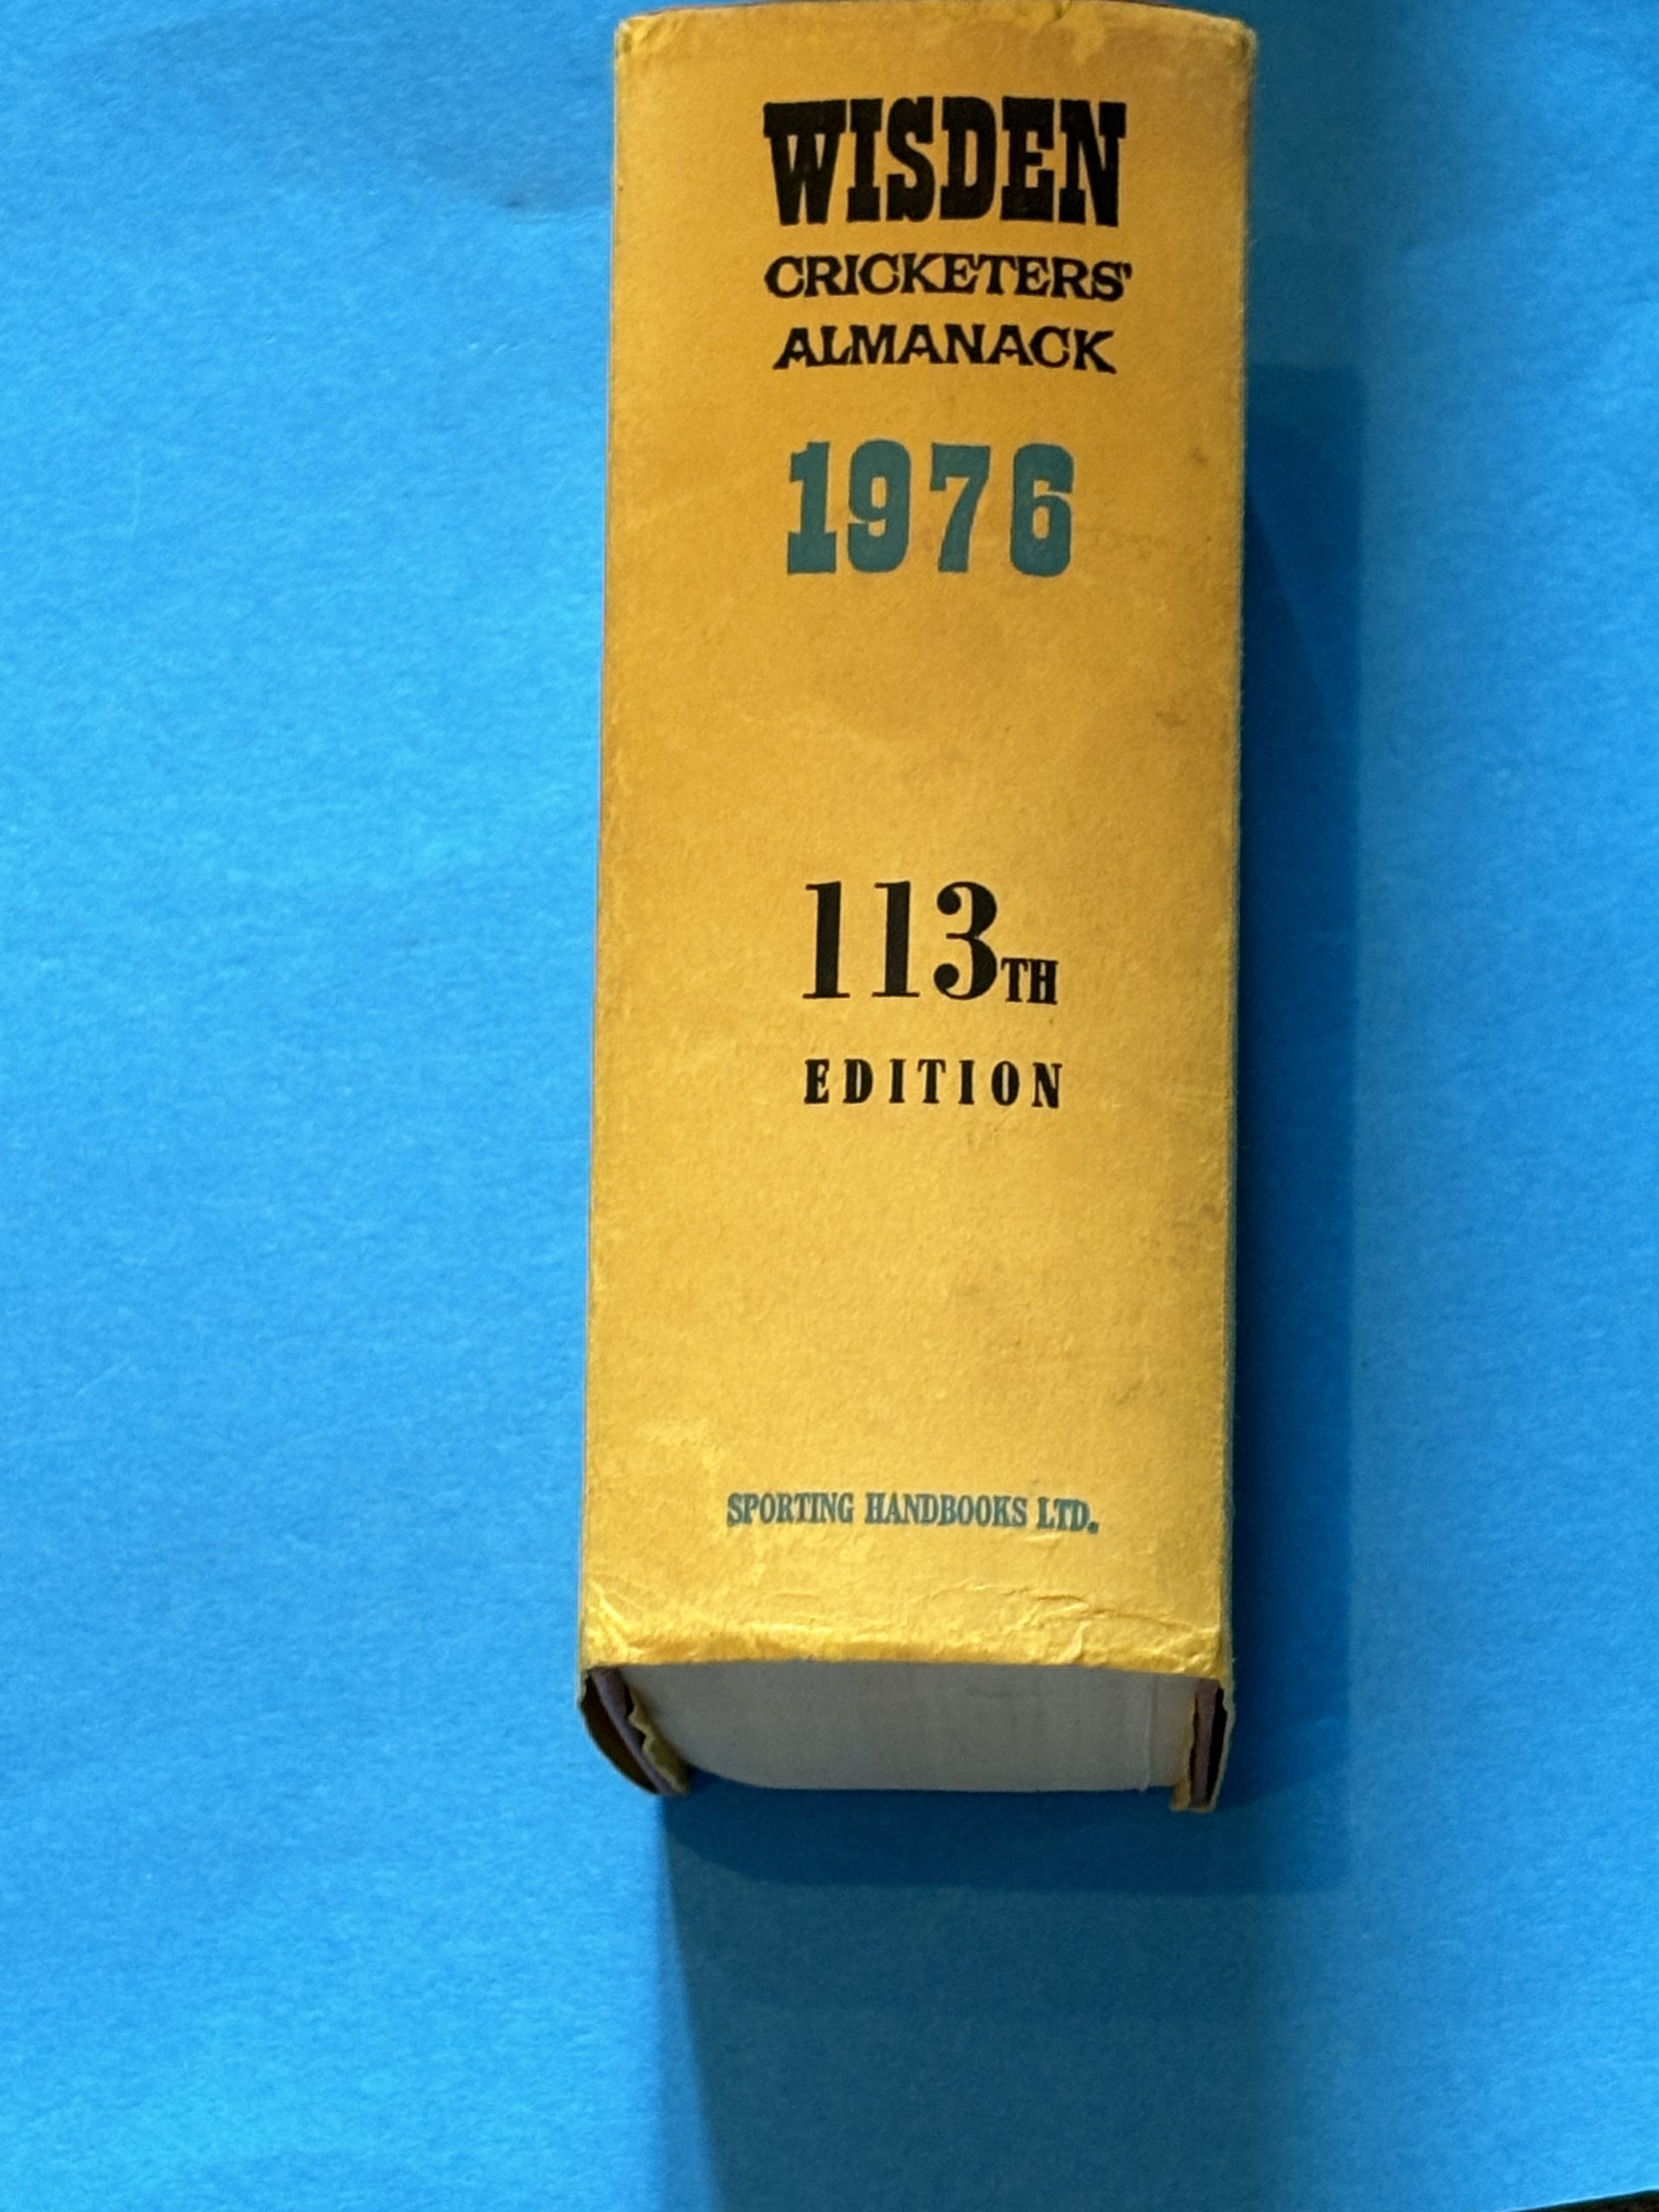 WISDEN
CRICKETERS'
ALMANACK
1976
113TH
EDITION
SPORTING HANDBOOKS LTD.